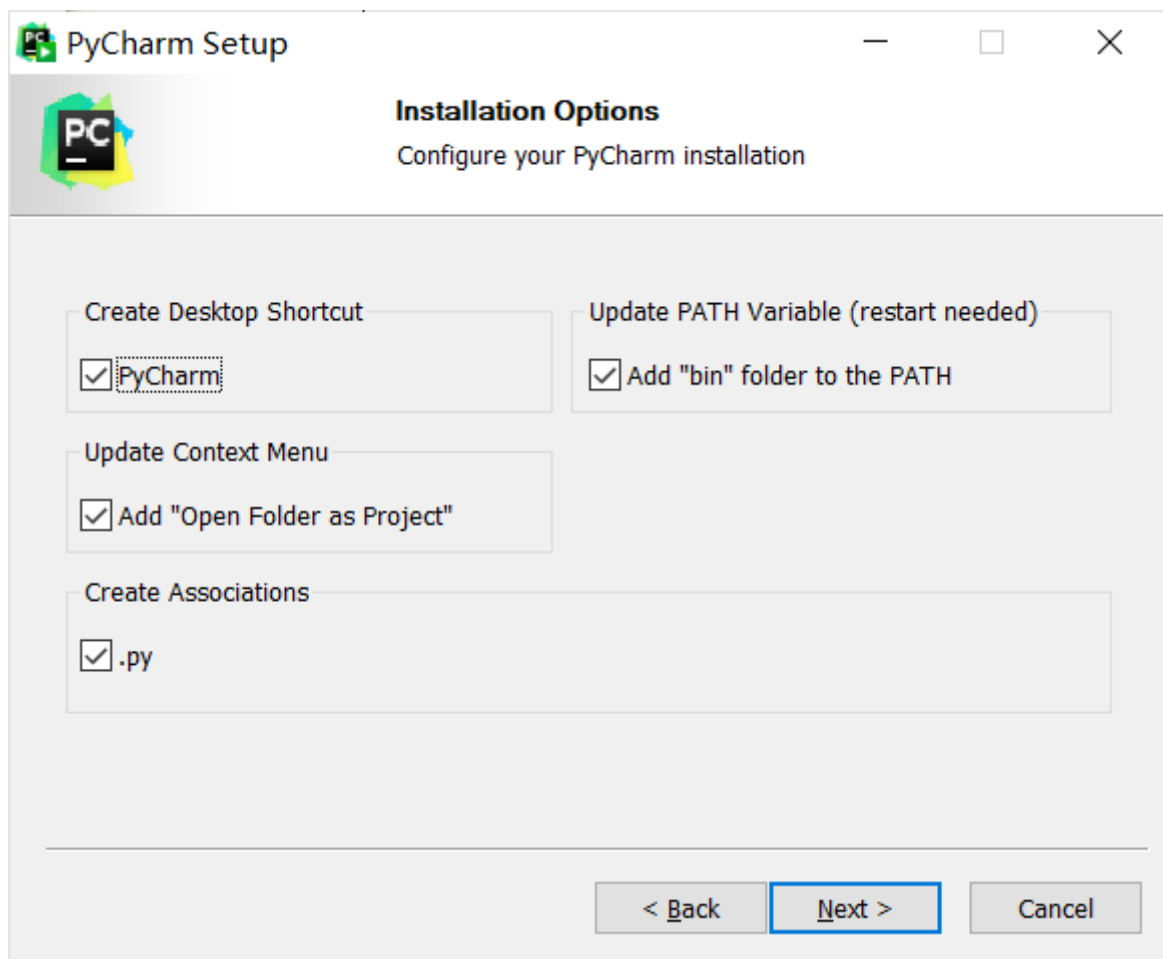 PyCharm Setup
Installation Options
Configure your PyCharm installation
PC
Create Desktop Shortcut
PyCharm
Update PATH Variable (restart needed)
Add "bin" folder to the PATH
Update Context Menu
Add "Open Folder as Project"
Create Associations
.py
< Back
Next >
Cancel